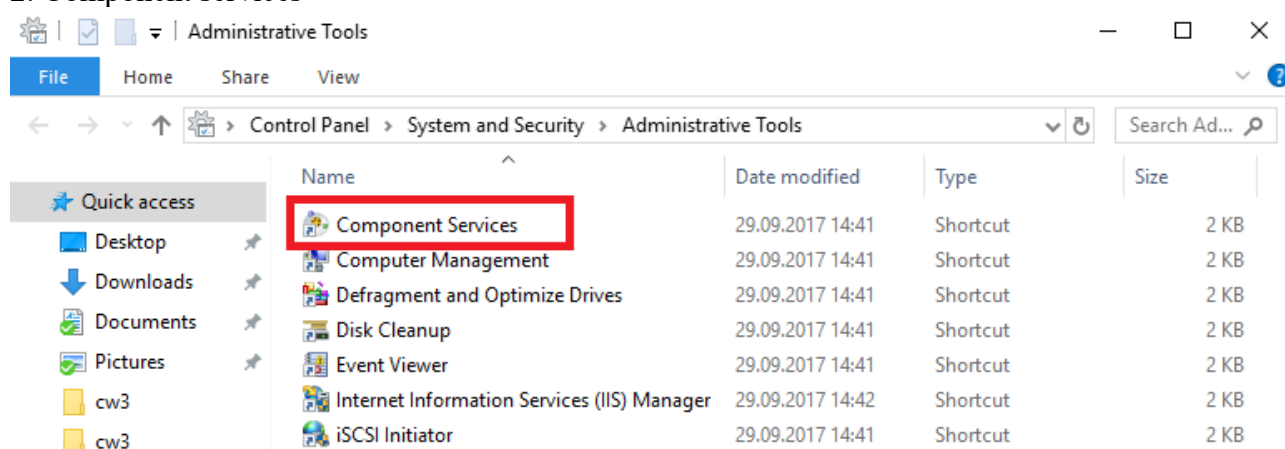 2. Component services
Administrative Tools
File Home Share View
Control Panel > System and Security > Administrative Tools Search Ad...
Name Date modified Type Size
Quick access
Component Services 29.09.2017 14:41 Shortcut 2 KB
Desktop
Computer Management 29.09.2017 14:41 Shortcut 2 KB
Downloads
Defragment and Optimize Drives 29.09.2017 14:41 Shortcut 2 KB
Documents
Disk Cleanup 29.09.2017 14:41 Shortcut 2 KB
Pictures
Event Viewer 29.09.2017 14:41 Shortcut 2 KB
cw3
Internet Information Services (IIS) Manager 29.09.2017 14:42 Shortcut 2 KB
cw3
iSCSI Initiator 29.09.2017 14:41 Shortcut 2 KB